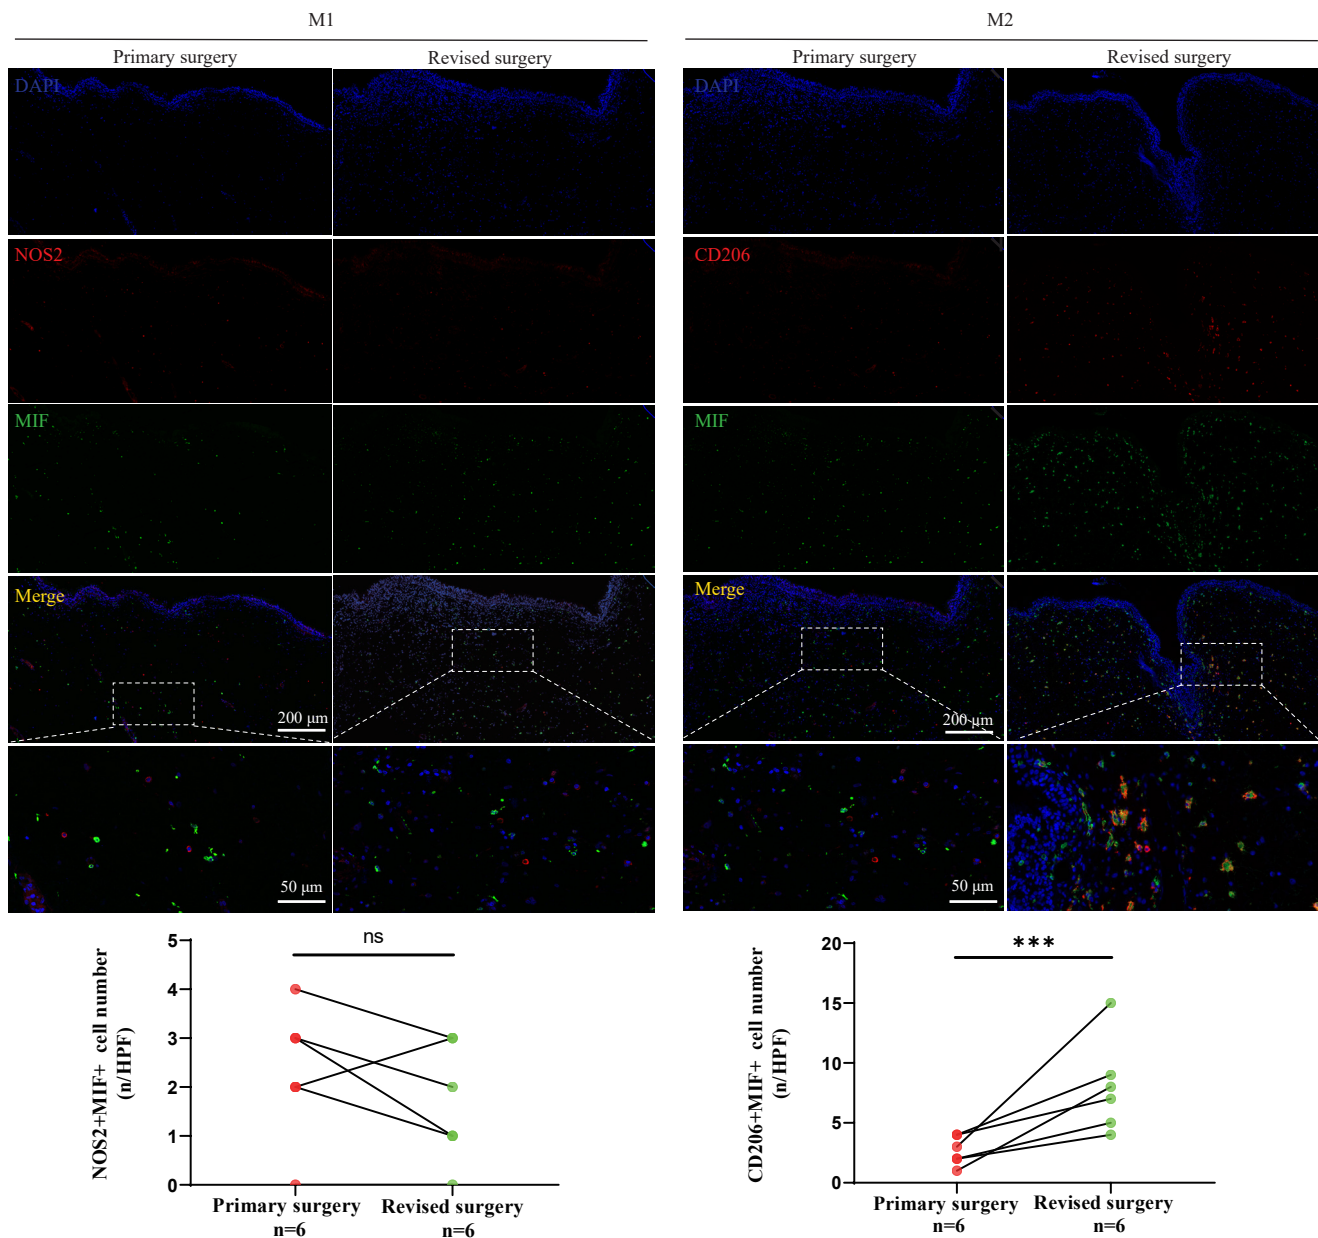 M1
M2
Primary surgery
Revised surgery
Primary surgery
Revised surgery
DAPI
DAPI
NOS2
CD206
MIF
MIF
Merge
Merge
200 μm
200 μm
50 μm
50 μm
ns
5
4
3
2
1
0
NOS2+MIF+ cell number
(n/HPF)
Primary surgery
n=6
Revised surgery
n=6
***
20
15
10
5
0
CD206+MIF+ cell number
(n/HPF)
Primary surgery
n=6
Revised surgery
n=6